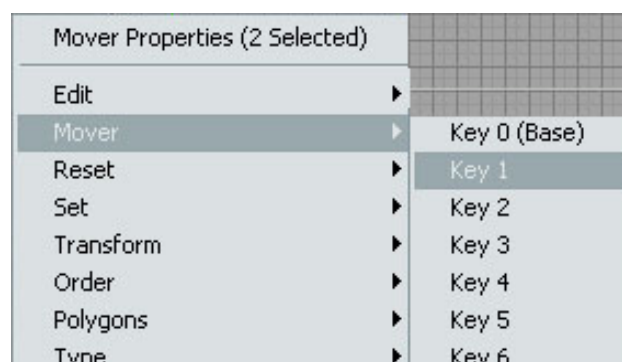 Mover Properties (2 Selected)
Edit
Mover
Reset
Set
Transform
Order
Polygons
Type
Key 0 (Base)
Key 1
Key 2
Key 3
Key 4
Key 5
Key 6